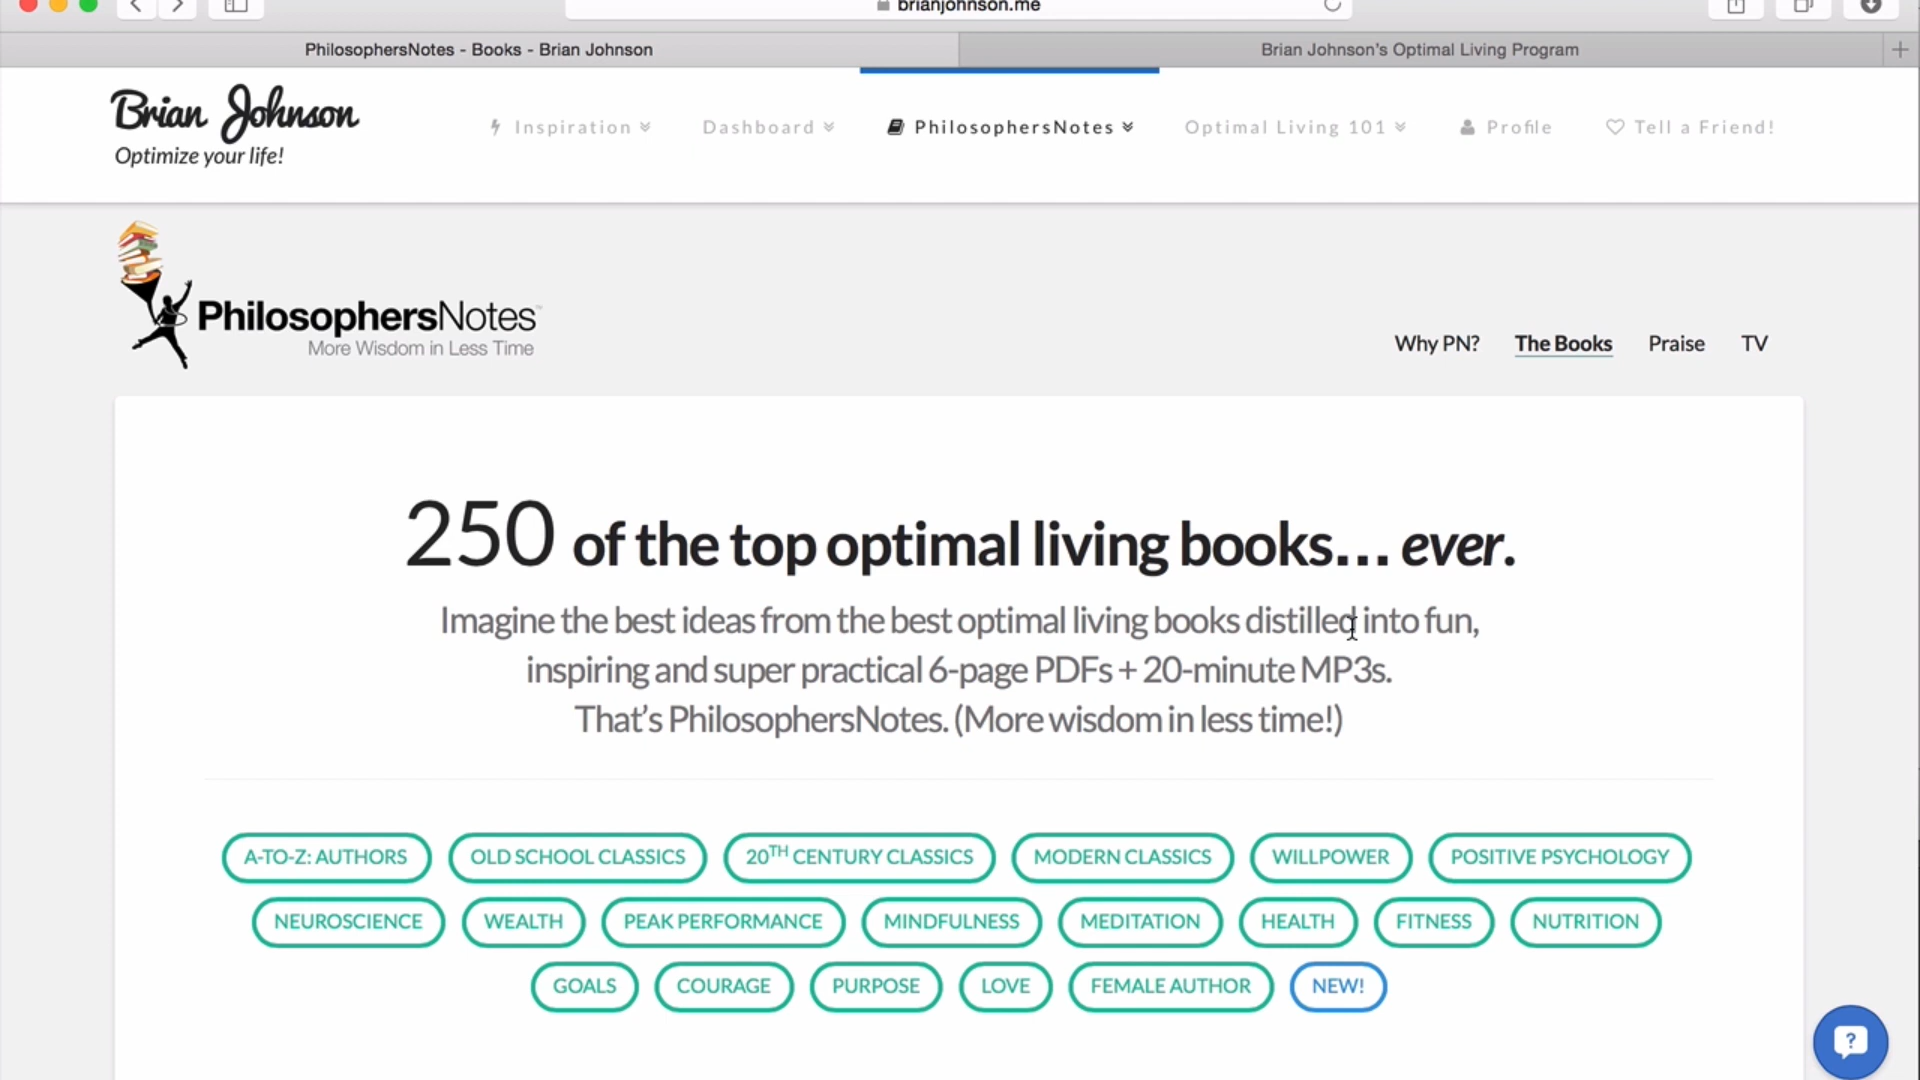 brianjohnson.me
PhilosophersNotes - Books - Brian Johnson
Brian Johnson's Optimal Living Program
Brian Johnson
Optimize your life!
Inspiration
Dashboard
PhilosophersNotes
Optimal Living 101
Profile
Tell a Friend!
PhilosophersNotes
More Wisdom in Less Time
Why PN?
The Books
Praise
TV
250 of the top optimal living books... ever.
Imagine the best ideas from the best optimal living books distilled into fun,
inspiring and super practical 6-page PDFs + 20-minute MP3s.
That's PhilosophersNotes. (More wisdom in less time!)
A-TO-Z: AUTHORS
OLD SCHOOL CLASSICS
20TH CENTURY CLASSICS
MODERN CLASSICS
WILLPOWER
POSITIVE PSYCHOLOGY
NEUROSCIENCE
WEALTH
PEAK PERFORMANCE
MINDFULNESS
MEDITATION
HEALTH
FITNESS
NUTRITION
GOALS
COURAGE
PURPOSE
LOVE
FEMALE AUTHOR
NEW!